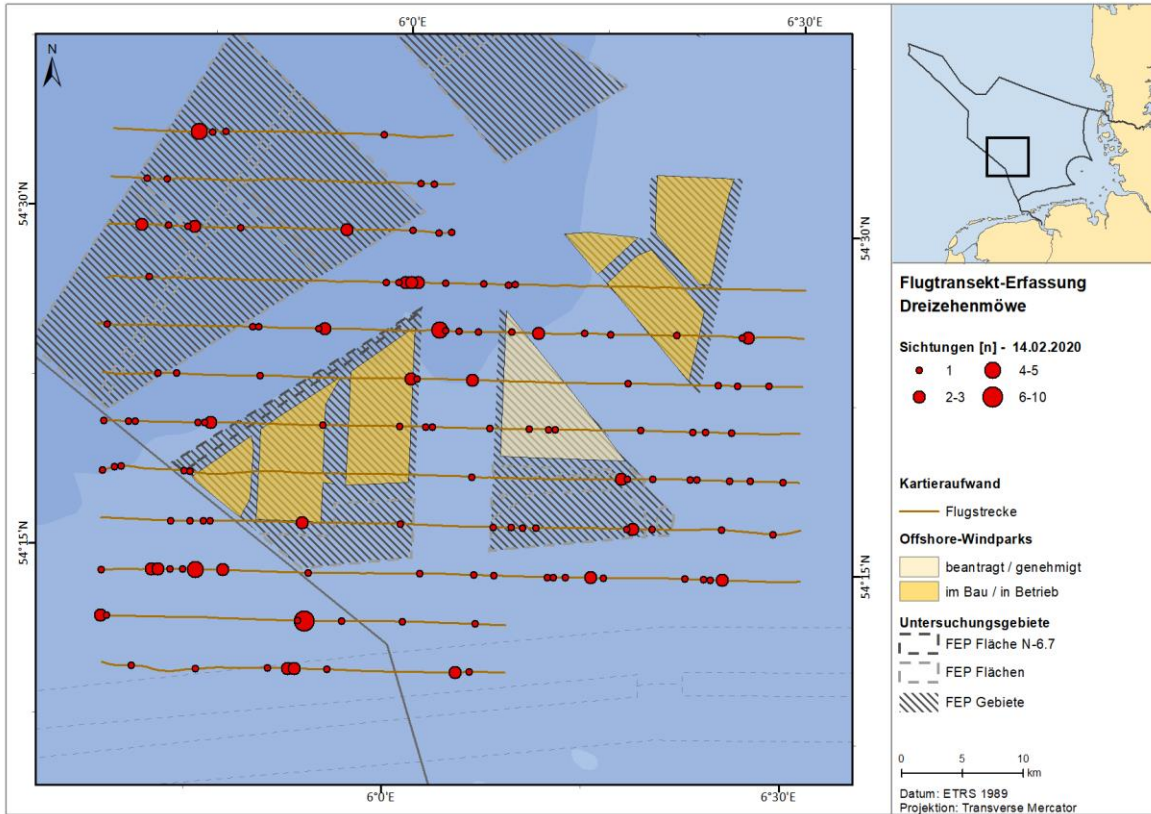 6°0'E
6°30'E
N
54°30'N
54°30'N
54°15'N
54°15'N
6°0'E
6°30'E
Flugtransekt-Erfassung
Dreizehenmöwe
Sichtungen [n] - 14.02.2020
1
4-5
2-3
6-10
Kartieraufwand
Flugstrecke
Offshore-Windparks
beantragt / genehmigt
im Bau / in Betrieb
Untersuchungsgebiete
FEP Fläche N-6.7
FEP Flächen
FEP Gebiete
0 5 10
km
Datum: ETRS 1989
Projektion: Transverse Mercator